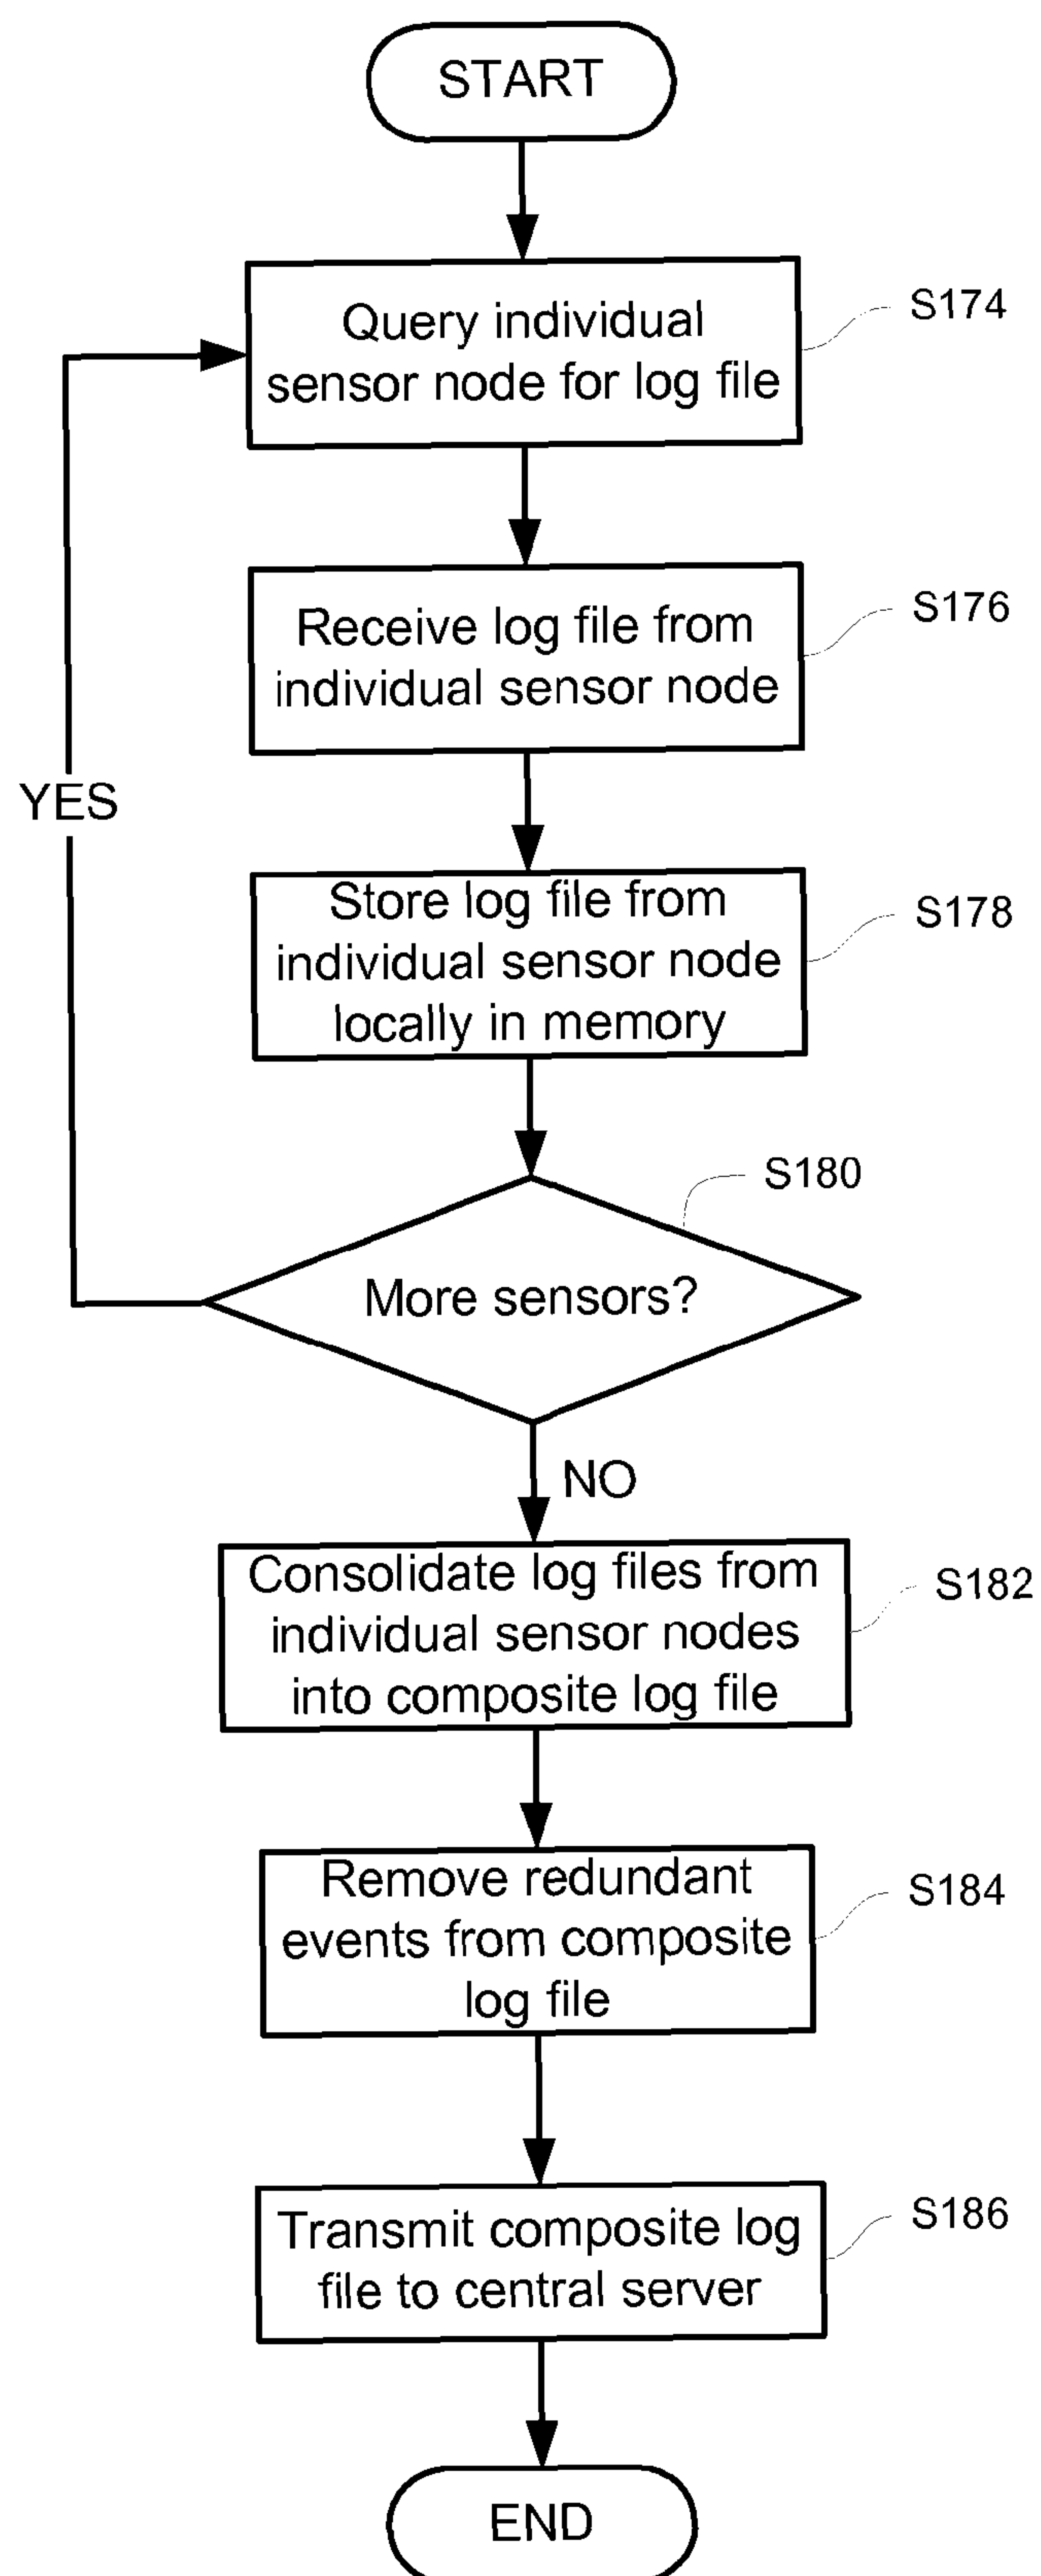 START
Query individual
sensor node for log file
S174
Receive log file from
individual sensor node
S176
YES
Store log file from
individual sensor node
locally in memory
S178
S180
More sensors?
NO
Consolidate log files from
individual sensor nodes
into composite log file
S182
Remove redundant
events from composite
log file
S184
Transmit composite log
file to central server
S186
END